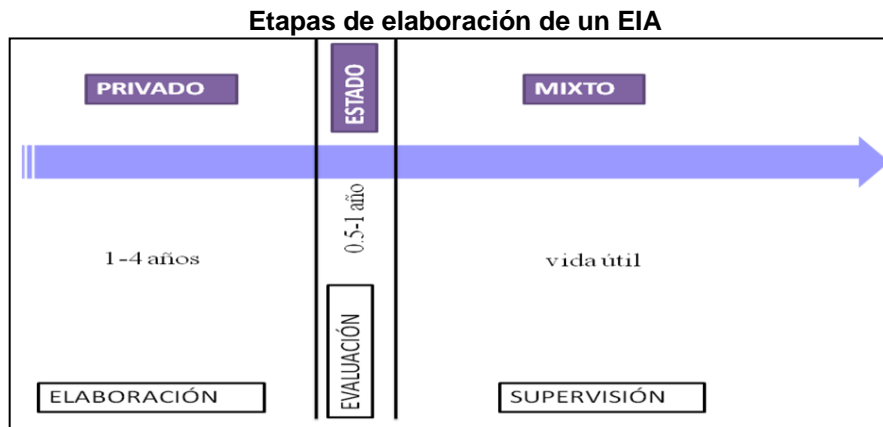 Etapas de elaboración de un EIA
PRIVADO
ESTADO
MIXTO
1-4 años
0.5-1 año
vida útil
ELABORACIÓN
EVALUACIÓN
SUPERVISIÓN